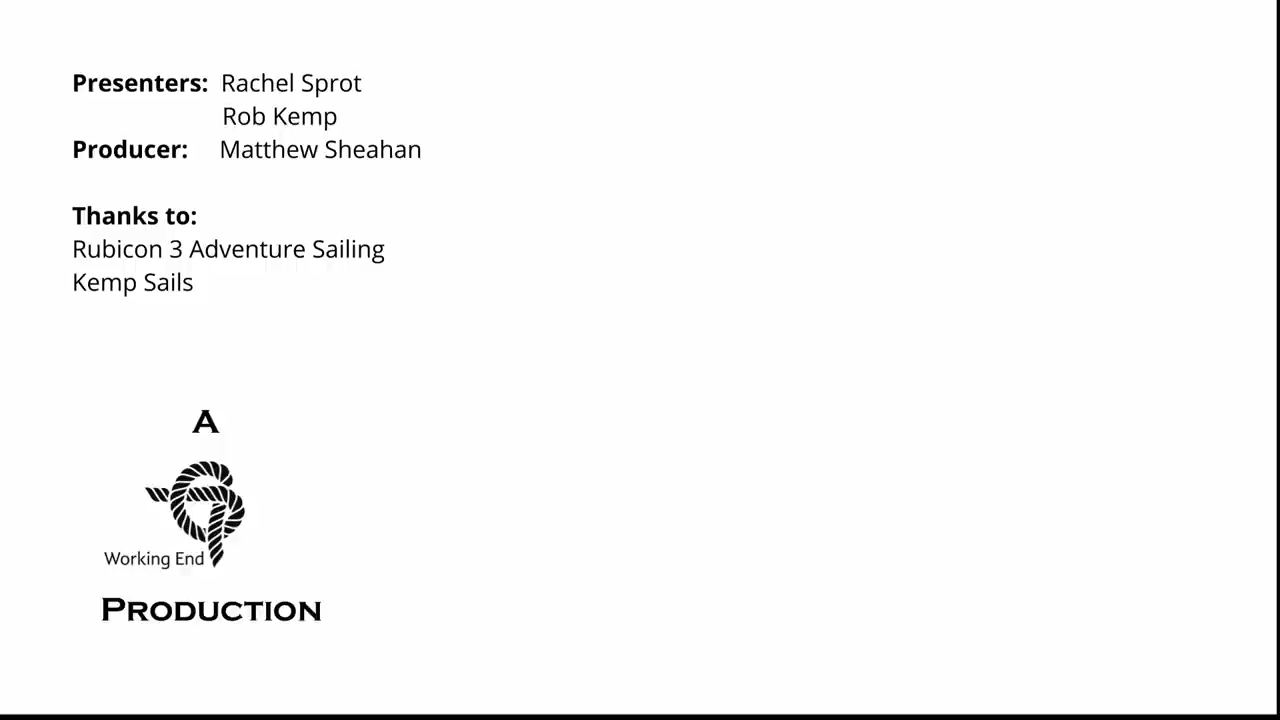 Presenters: Rachel Sprot
Rob Kemp
Producer: Matthew Sheahan
Thanks to:
Rubicon 3 Adventure Sailing
Kemp Sails
A
Working End
PRODUCTION